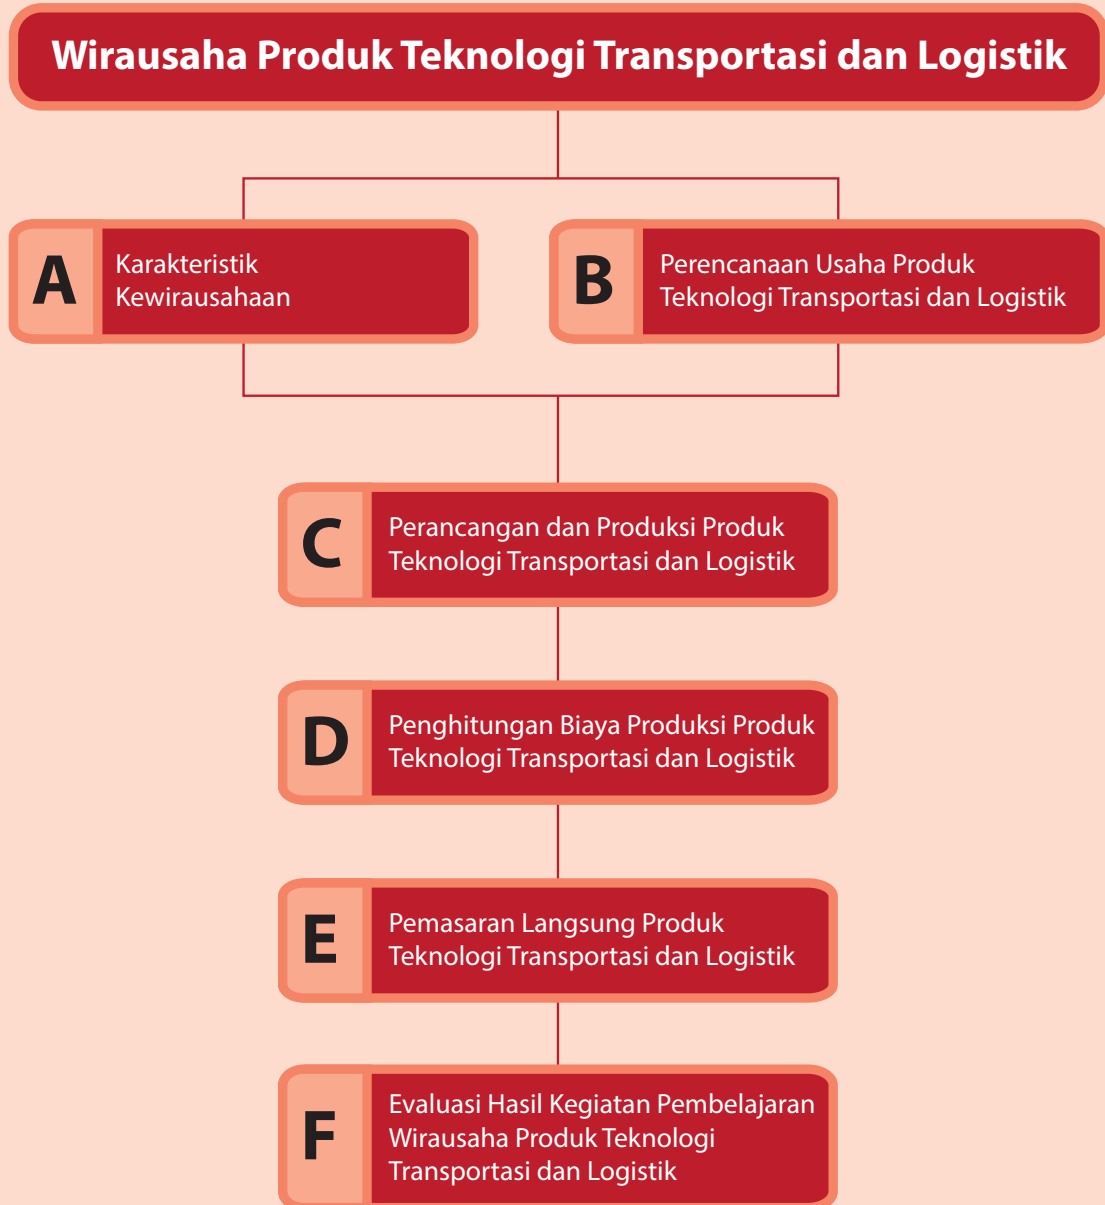 Wirausaha Produk Teknologi Transportasi dan Logistik
A
Karakteristik
Kewirausahaan
B
Perencanaan Usaha Produk
Teknologi Transportasi dan Logistik
C
Perancangan dan Produksi Produk
Teknologi Transportasi dan Logistik
D
Penghitungan Biaya Produksi Produk
Teknologi Transportasi dan Logistik
E
Pemasaran Langsung Produk
Teknologi Transportasi dan Logistik
F
Evaluasi Hasil Kegiatan Pembelajaran
Wirausaha Produk Teknologi
Transportasi dan Logistik